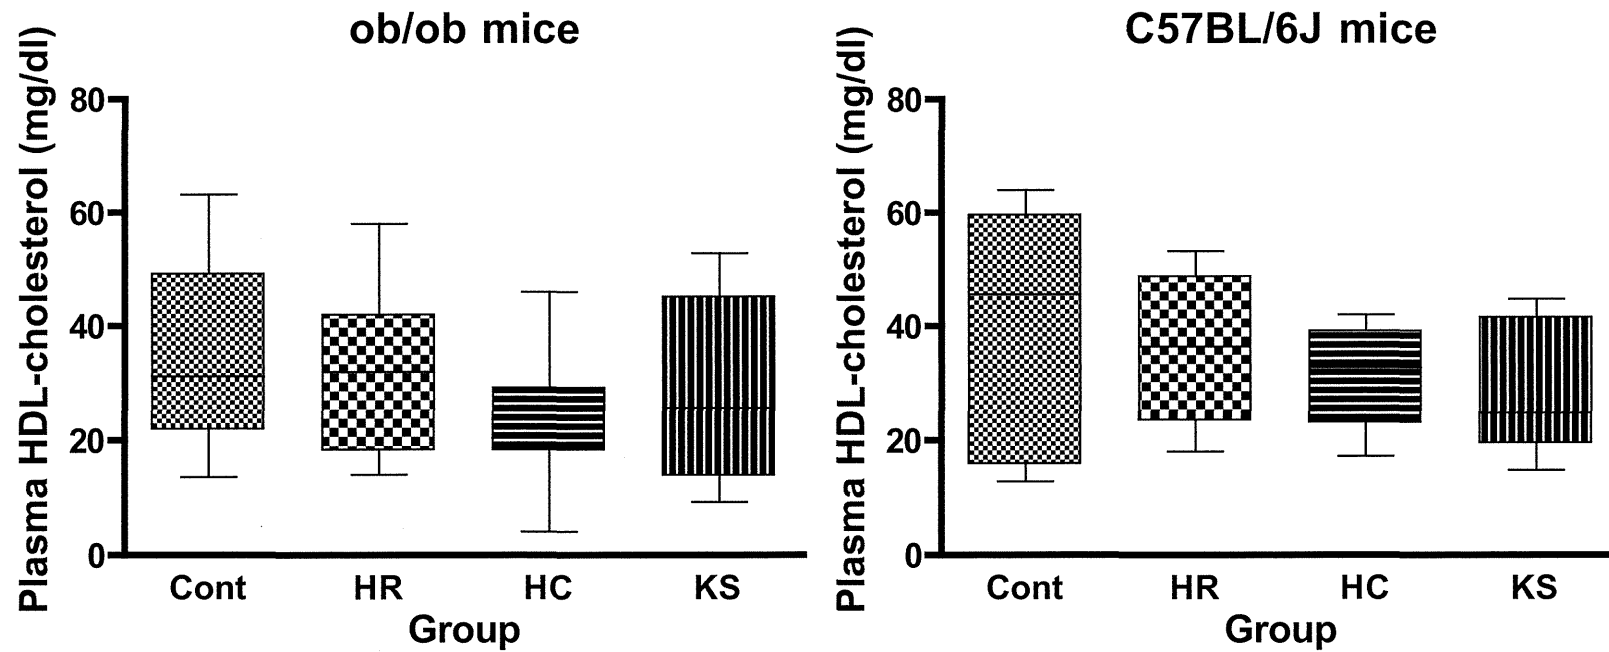 ob/ob mice
Plasma HDL-cholesterol (mg/dl)
80
60
40
20
0
Cont HR HC KS
Group
C57BL/6J mice
Plasma HDL-cholesterol (mg/dl)
80
60
40
20
0
Cont HR HC KS
Group